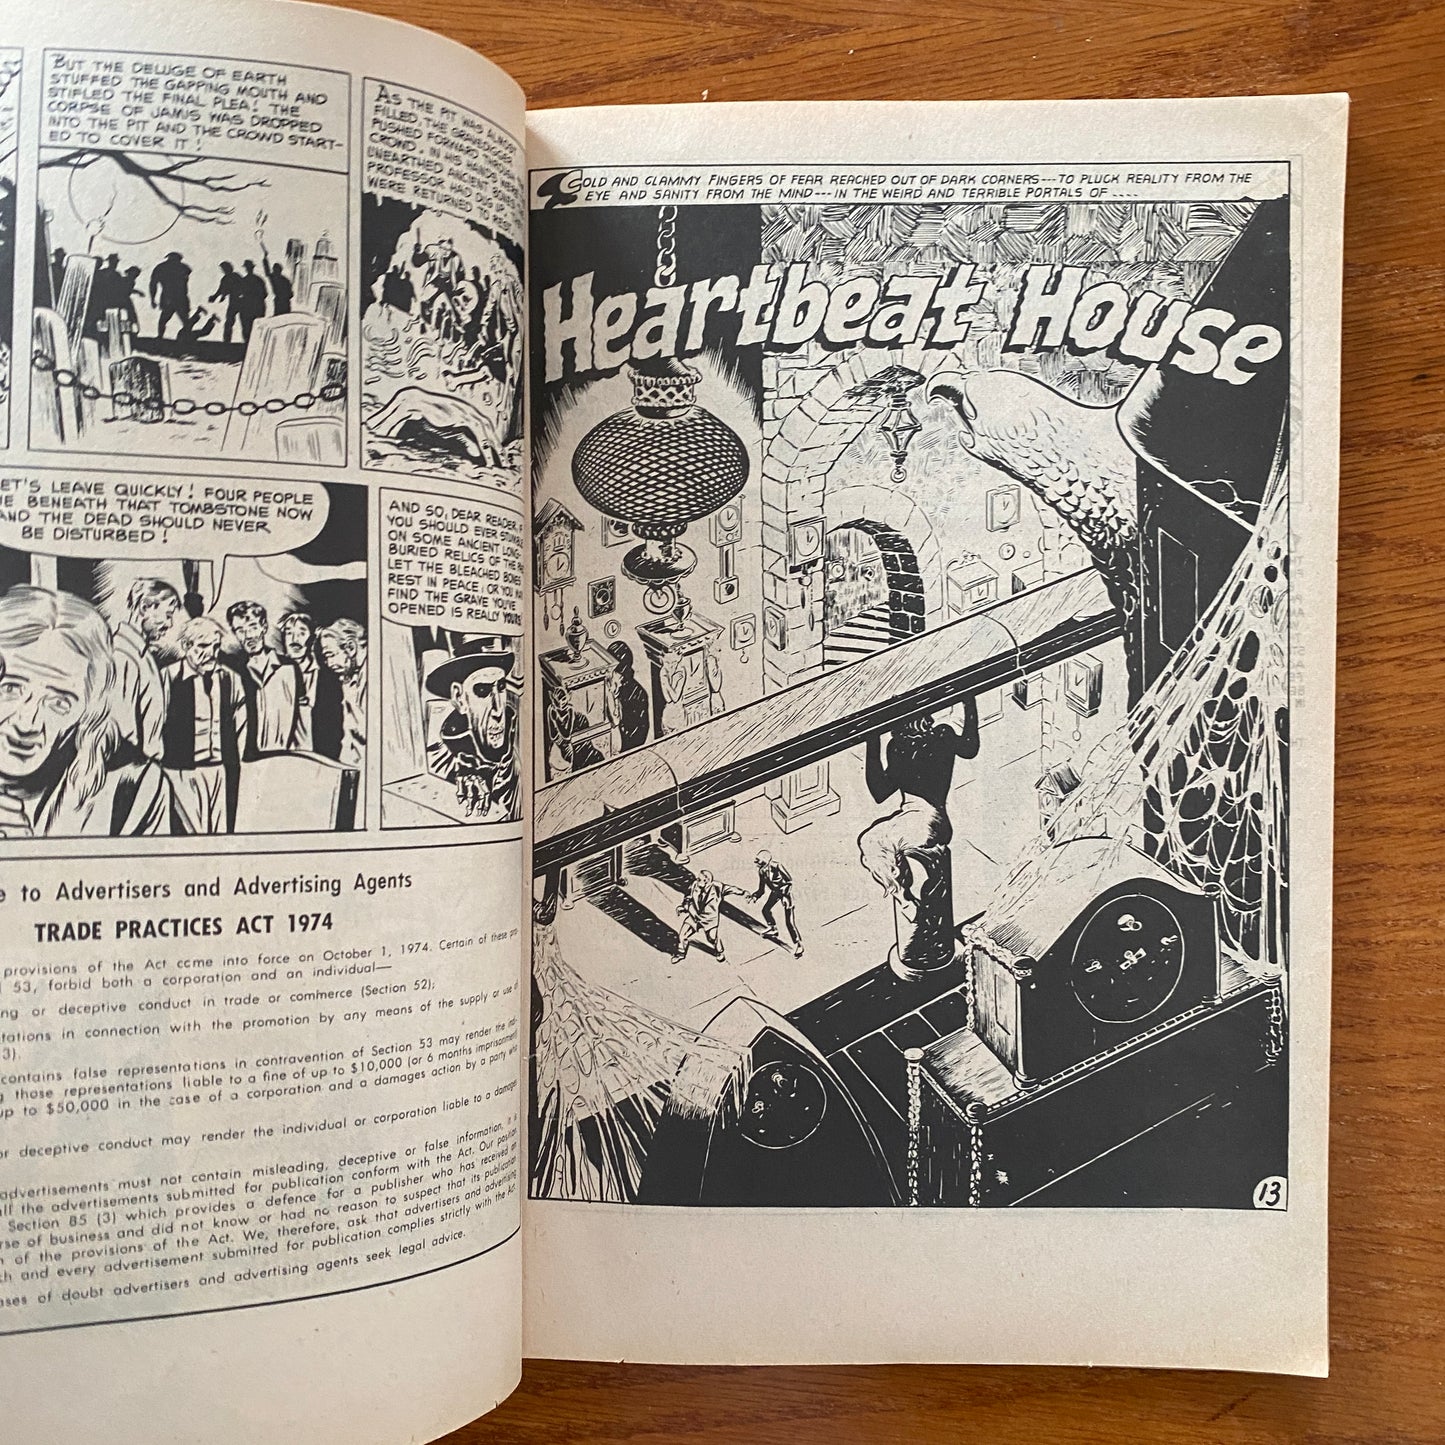 BUT THE DELUGE OF EARTH
STUFFED THE GAPPING MOUTH AND
STIFLED THE FINAL PLEA! THE
CORPSE OF JAMUS WAS DROPPED
INTO THE PIT AND THE CROWD START-
ED TO COVER IT!
AS THE PIT WAS ALMOST
FILLED, THE GRAVEDIGGER
PUSHED FORWARD THROUGH
CROWD. IN HIS HANDS WERE
UNEARTHED ANCIENT BONES
PROFESSOR HAD DUG UP
WERE RETURNED TO REST
LET'S LEAVE QUICKLY! FOUR PEOPLE
BENEATH THAT TOMBSTONE NOW
AND THE DEAD SHOULD NEVER
BE DISTURBED!
AND SO, DEAR READER,
YOU SHOULD EVER STUMBLE
ON SOME ANCIENT LONG-
BURIED RELICS OF THE
LET THE BLEACHED BONES
REST IN PEACE; OR YOU
FIND THE GRAVE YOU'VE
OPENED IS REALLY YOURS
to Advertisers and Advertising Agents
TRADE PRACTICES ACT 1974
provisions of the Act come into force on October 1, 1974. Certain of these
53, forbid both a corporation and an individual—
or deceptive conduct in trade or commerce (Section 52);
in connection with the promotion by any means of the supply or use of
3).
contains false representations in contravention of Section 53 may render the
those representations liable to a fine of up to $10,000 (or 6 months imprisonment)
up to $50,000 in the case of a corporation and a damages action by a party who
or deceptive conduct may render the individual or corporation liable to a damages
advertisements must not contain misleading, deceptive or false information, it is
all the advertisements submitted for publication conform with the Act. Our position
Section 85 (3) which provides a defence for a publisher who has received an
of business and did not know or had no reason to suspect that its publication
of the provisions of the Act. We, therefore, ask that advertisers and advertising
and every advertisement submitted for publication complies strictly with the Act.
of doubt advertisers and advertising agents seek legal advice.
COLD AND CLAMMY FINGERS OF FEAR REACHED OUT OF DARK CORNERS---TO PLUCK REALITY FROM THE
EYE AND SANITY FROM THE MIND---IN THE WEIRD AND TERRIBLE PORTALS OF ....
Heartbeat House
13